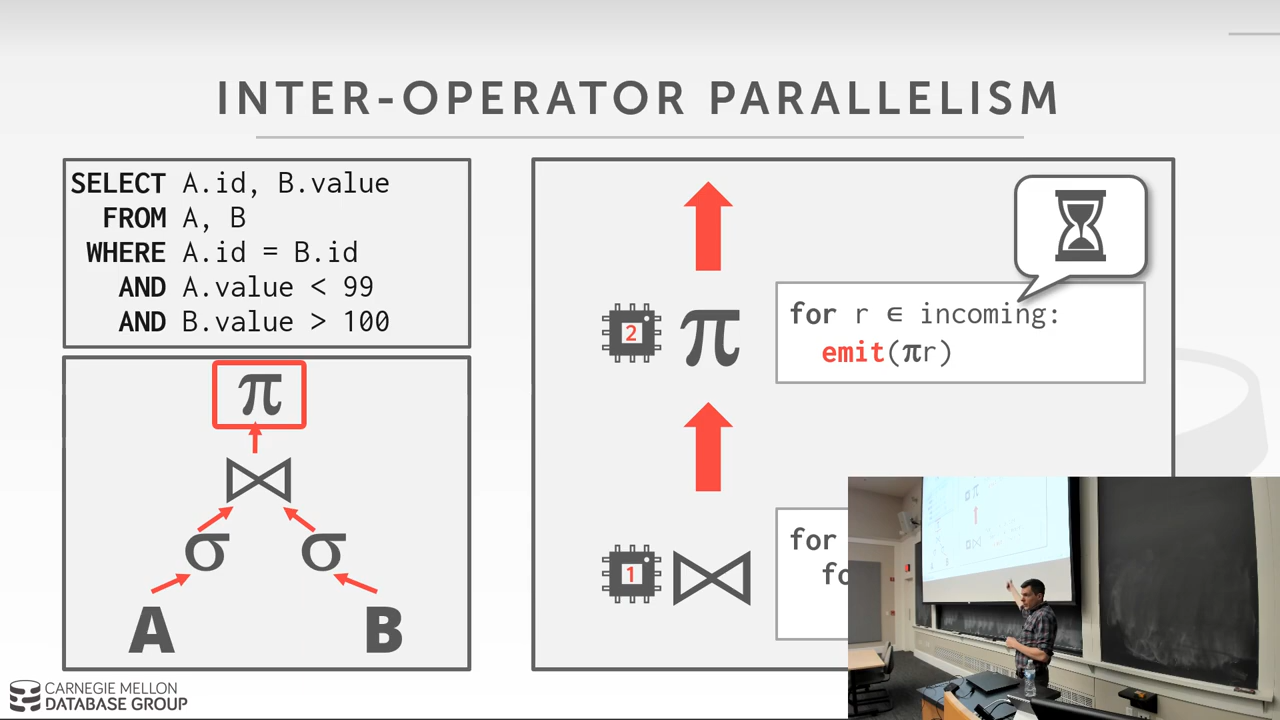 INTER-OPERATOR PARALLELISM
SELECT A.id, B.value
FROM A, B
WHERE A.id = B.id
AND A.value < 99
AND B.value > 100
π
⋈
σ σ
A B
2 π
for r ∈ incoming:
emit(πr)
1 ⋈
for
fo
CARNEGIE MELLON
DATABASE GROUP